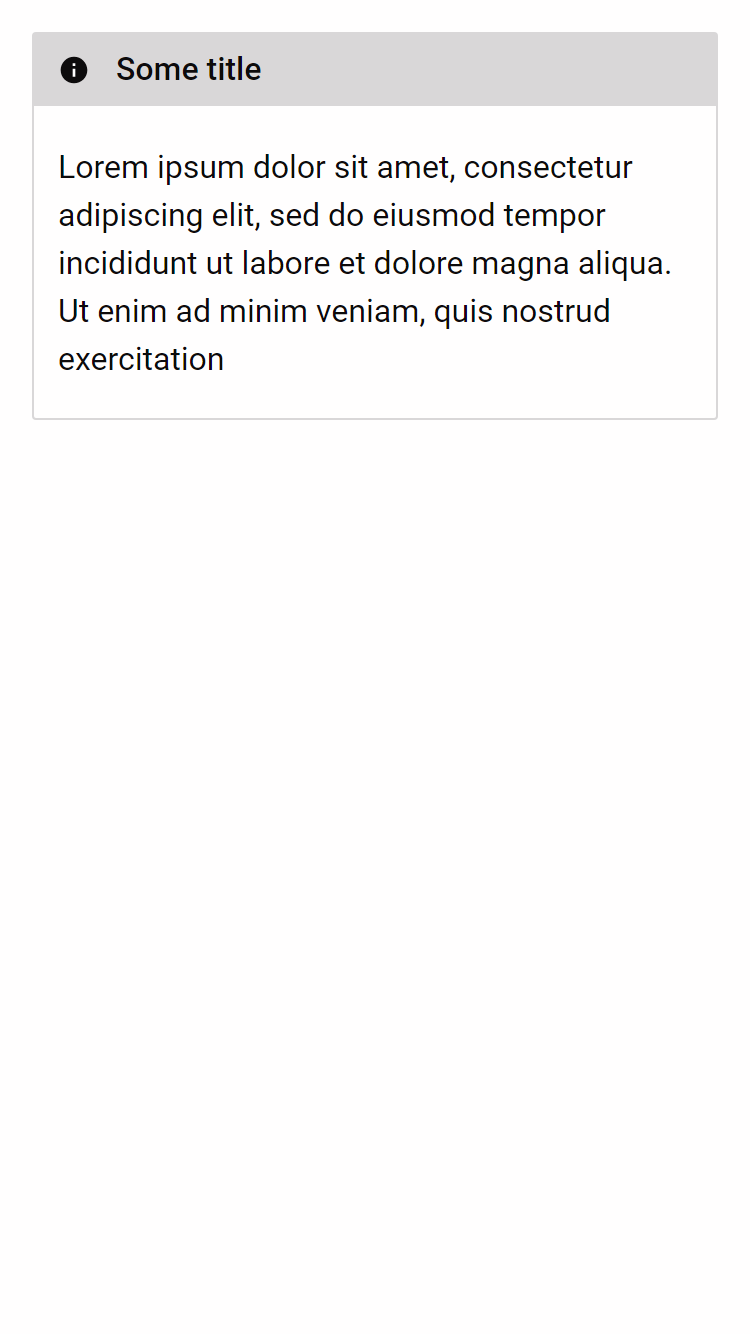 Some title
Lorem ipsum dolor sit amet, consectetur
adipiscing elit, sed do eiusmod tempor
incididunt ut labore et dolore magna aliqua.
Ut enim ad minim veniam, quis nostrud
exercitation